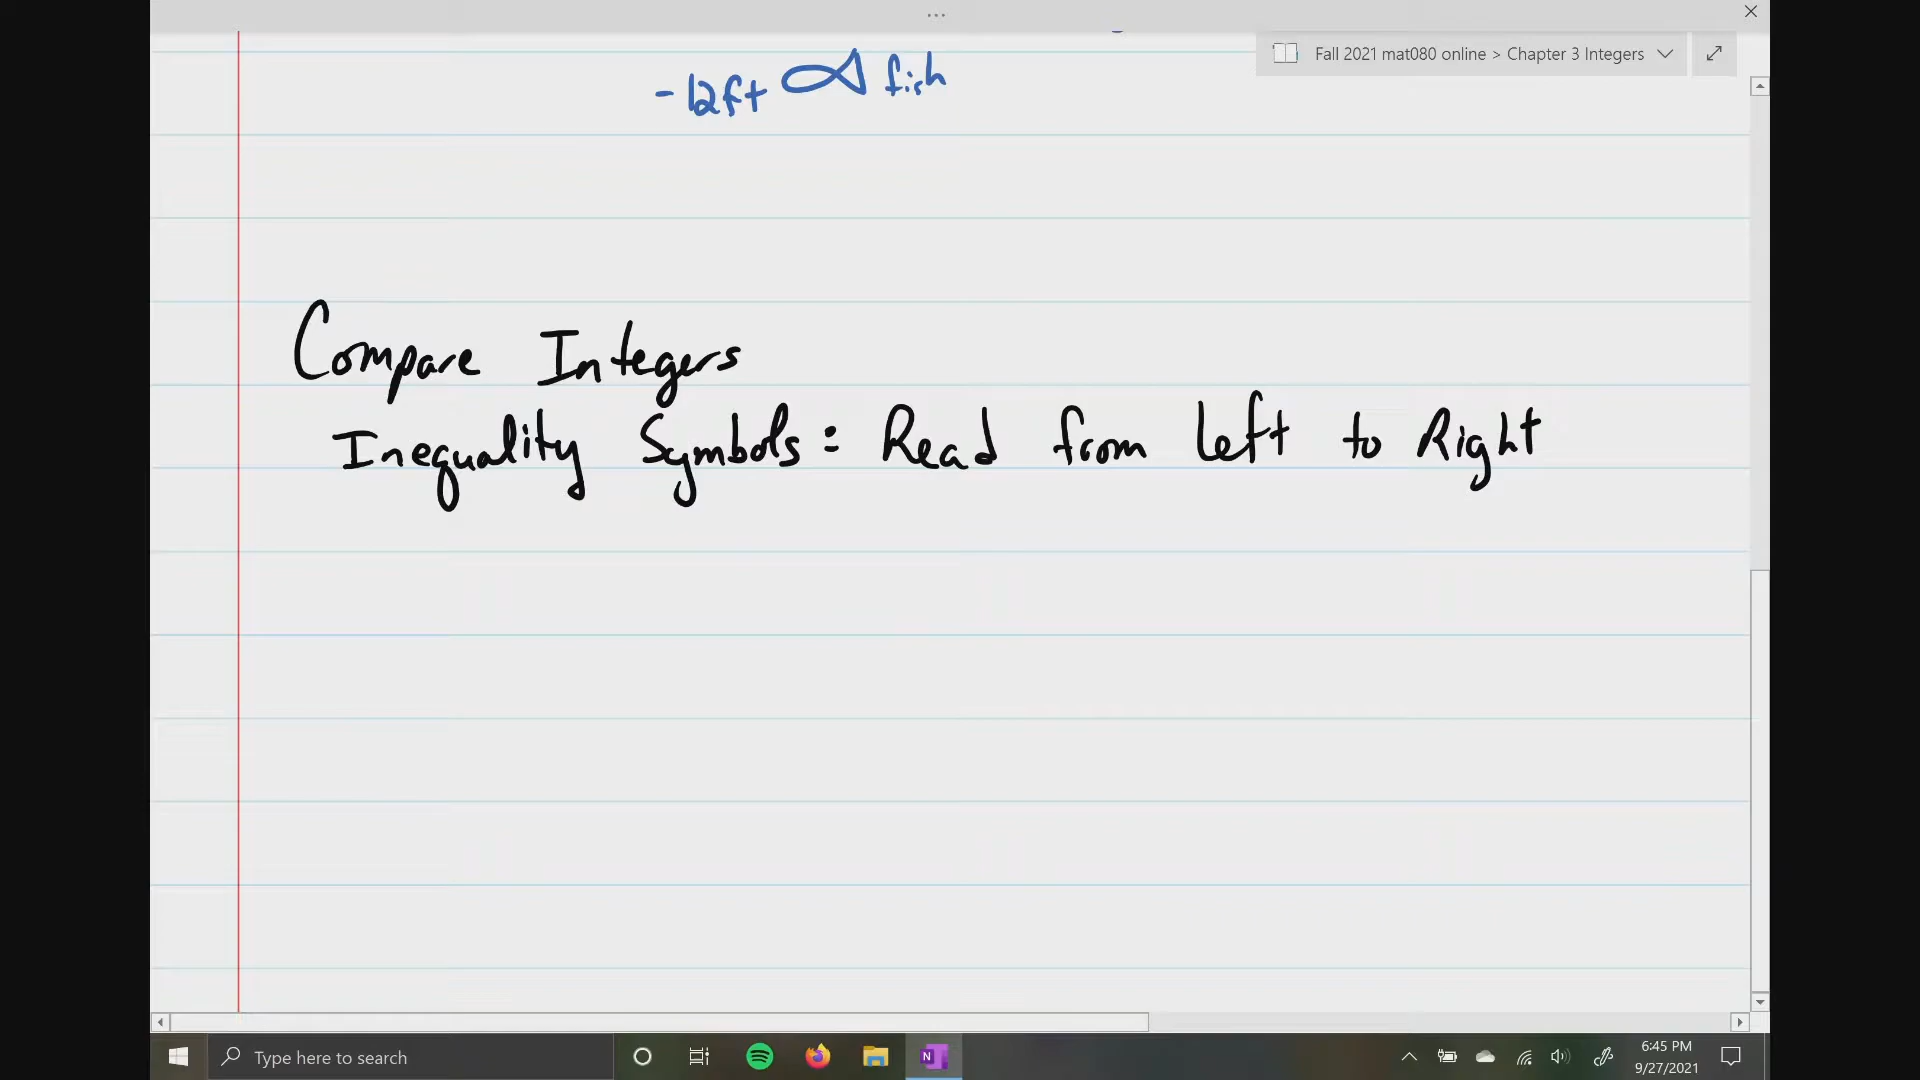 Fall 2021 mat080 online > Chapter 3 Integers
-12ft fish
Compare Integers
Inequality Symbols: Read from left to Right
Type here to search
N
6:45 PM
9/27/2021